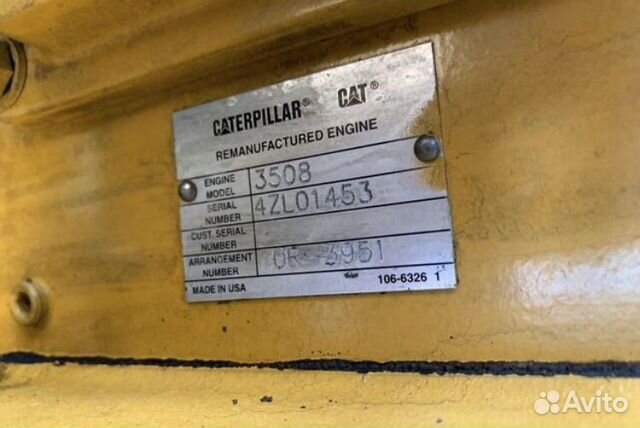 CATERPILLAR® CAT®
REMANUFACTURED ENGINE
ENGINE MODEL 3508
SERIAL NUMBER 4ZL01453
CUST. SERIAL NUMBER
ARRANGEMENT NUMBER
MADE IN USA 106-6326 1
Avito